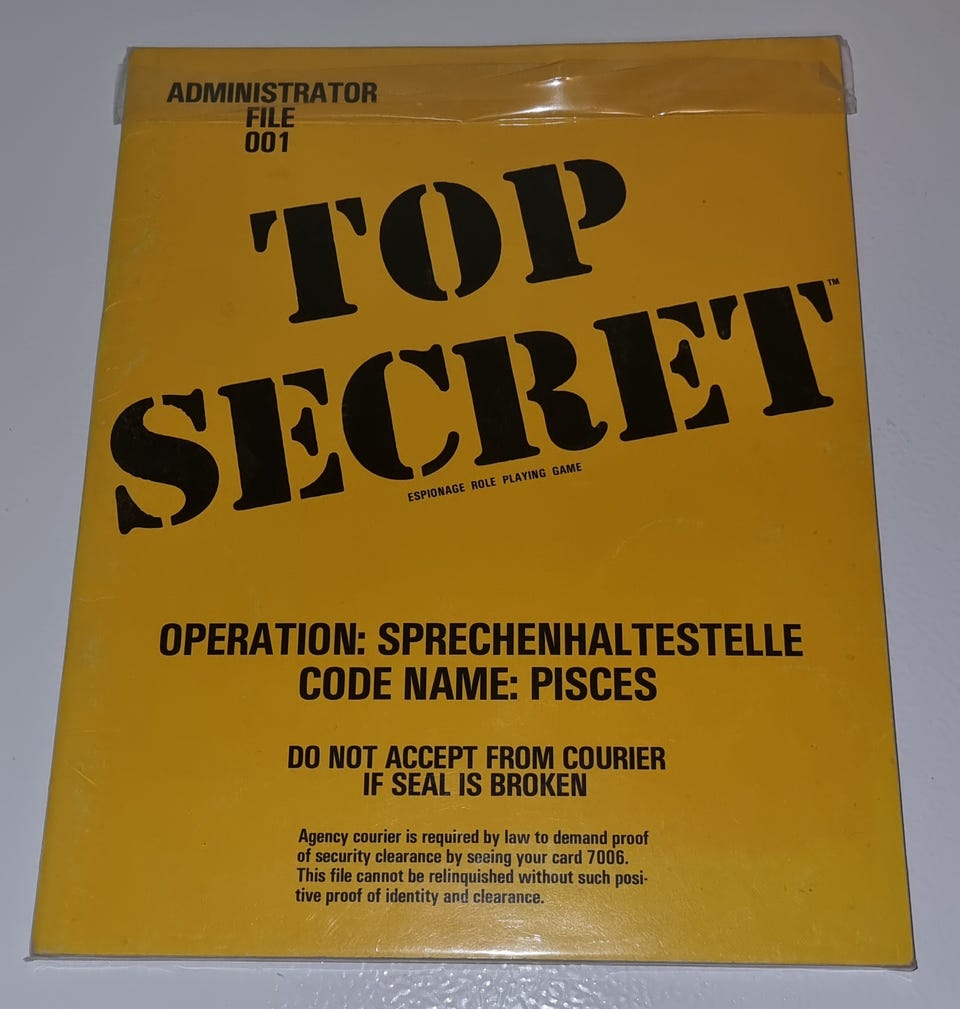 ADMINISTRATOR
FILE
001
TOP
SECRET™
ESPIONAGE ROLE PLAYING GAME
OPERATION: SPRECHENHALTESTELLE
CODE NAME: PISCES
DO NOT ACCEPT FROM COURIER
IF SEAL IS BROKEN
Agency courier is required by law to demand proof
of security clearance by seeing your card 7006.
This file cannot be relinquished without such posi-
tive proof of identity and clearance.